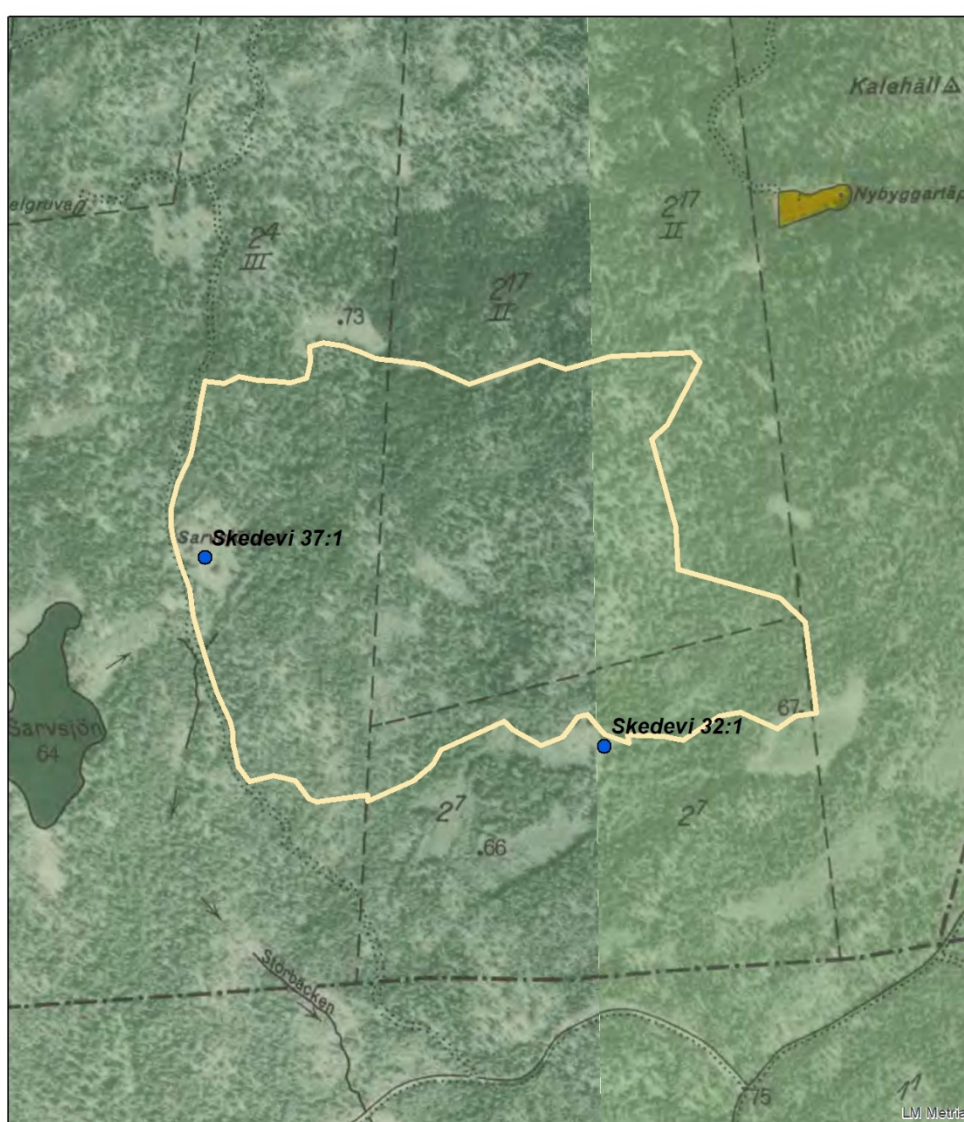 Kalehäll
elgruva
Nybyggartäp
2¹⁷
II
2⁴
III
2¹⁷
II
.73
Skedevi 37:1
Sarvsjön
64
67.
Skedevi 32:1
2⁷
2⁷
.66
Storbäcken
75
1¹
LM Metria